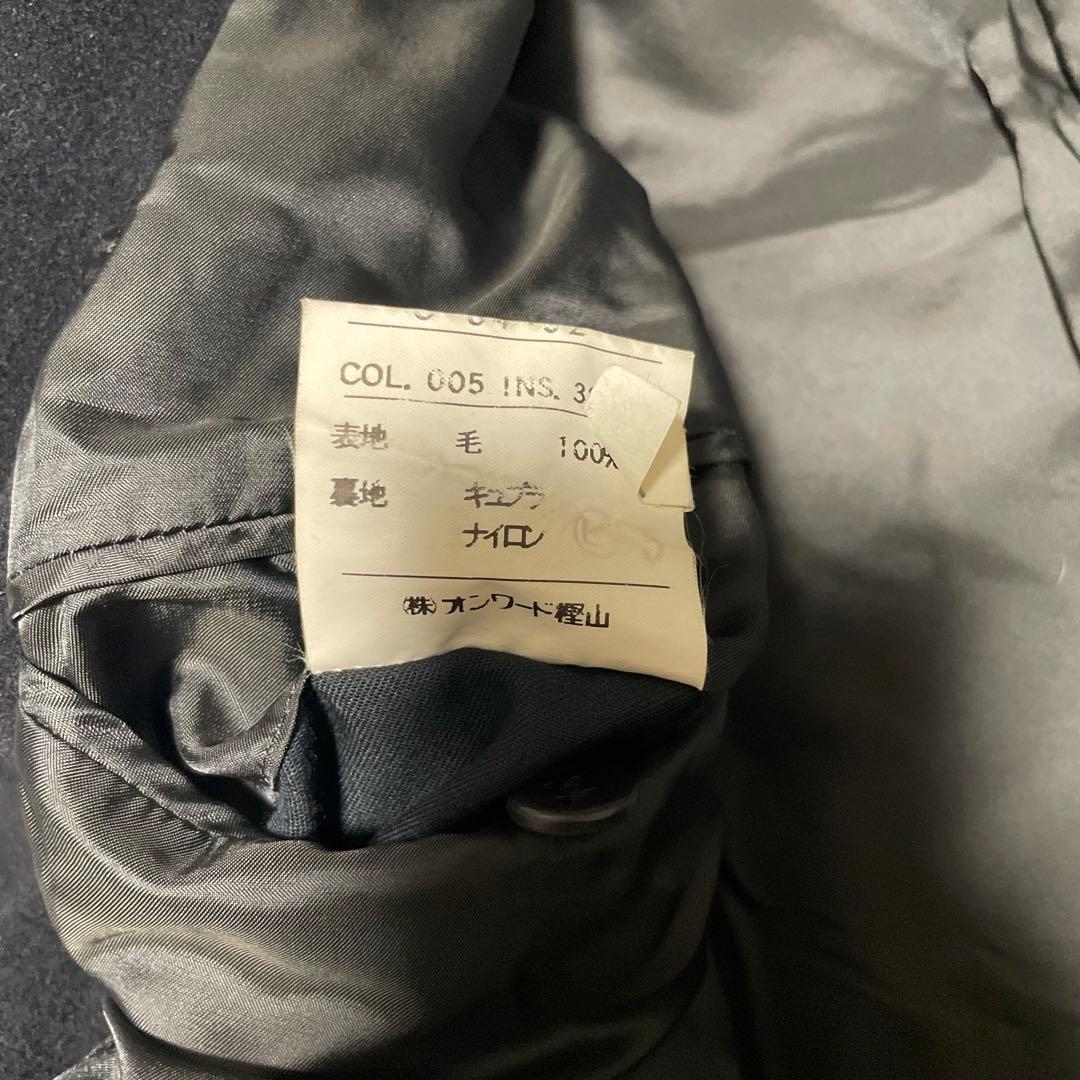 COL. 005 INS.
表地 毛 100%
裏地 キュプラ
ナイロン
㈱オンワード樫山